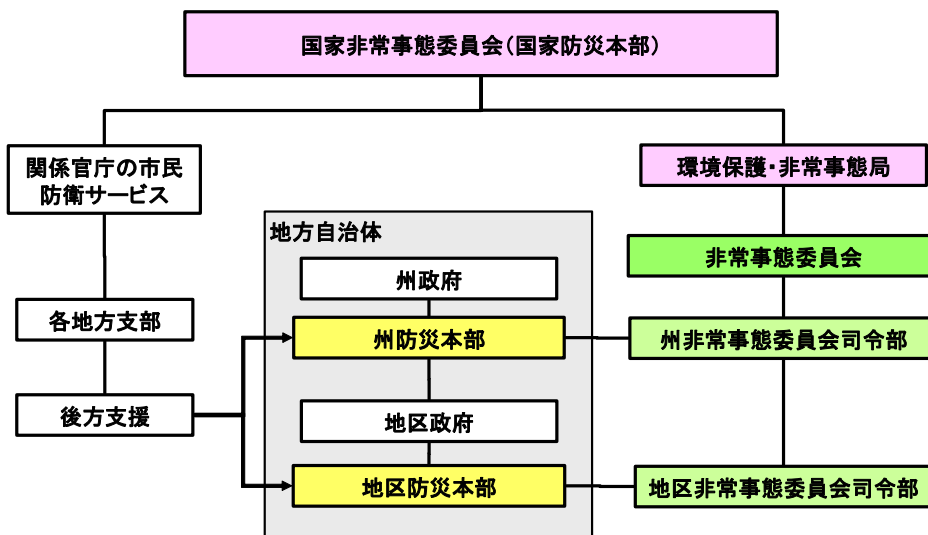 国家非常事態委員会(国家防災本部)
関係官庁の市民
防衛サービス
環境保護・非常事態局
地方自治体
非常事態委員会
州政府
各地方支部
州防災本部
州非常事態委員会司令部
後方支援
地区政府
地区防災本部
地区非常事態委員会司令部